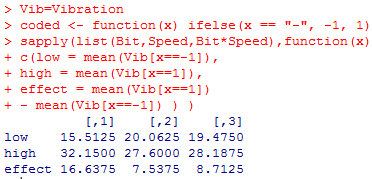 > Vib=Vibration
> coded <- function(x) ifelse(x == "-", -1, 1)
> sapply(list(Bit,Speed,Bit*Speed),function(x)
+ c(low = mean(Vib[x==-1]),
+ high = mean(Vib[x==1]),
+ effect = mean(Vib[x==1])
+ - mean(Vib[x==-1]) ) )
[,1] [,2] [,3]
low 15.5125 20.0625 19.4750
high 32.1500 27.6000 28.1875
effect 16.6375 7.5375 8.7125